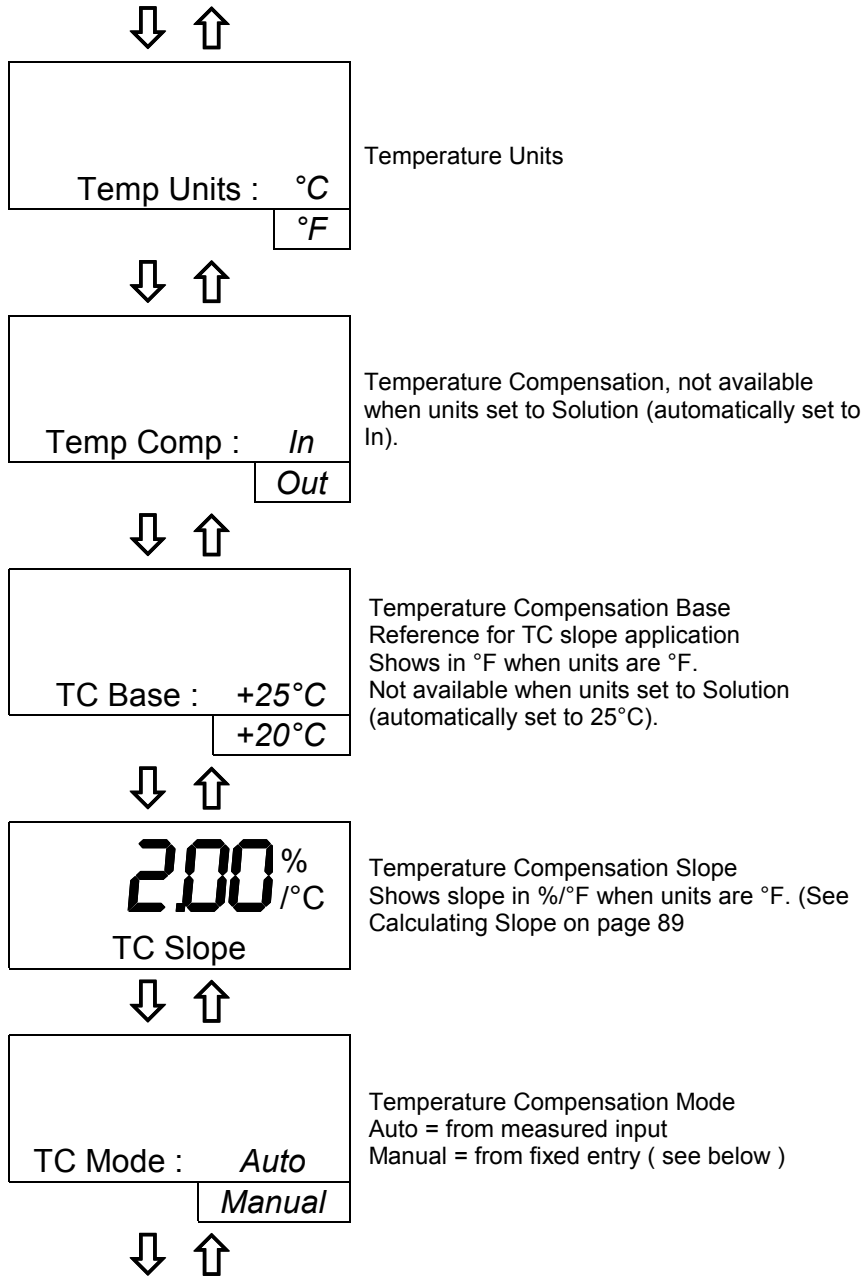 Temp Units : °C
°F
Temperature Units
Temp Comp : In
Out
Temperature Compensation, not available
when units set to Solution (automatically set to
In).
TC Base : +25°C
+20°C
Temperature Compensation Base
Reference for TC slope application
Shows in °F when units are °F.
Not available when units set to Solution
(automatically set to 25°C).
2.00 %
/°C
TC Slope
Temperature Compensation Slope
Shows slope in %/°F when units are °F. (See
Calculating Slope on page 89
TC Mode : Auto
Manual
Temperature Compensation Mode
Auto = from measured input
Manual = from fixed entry ( see below )